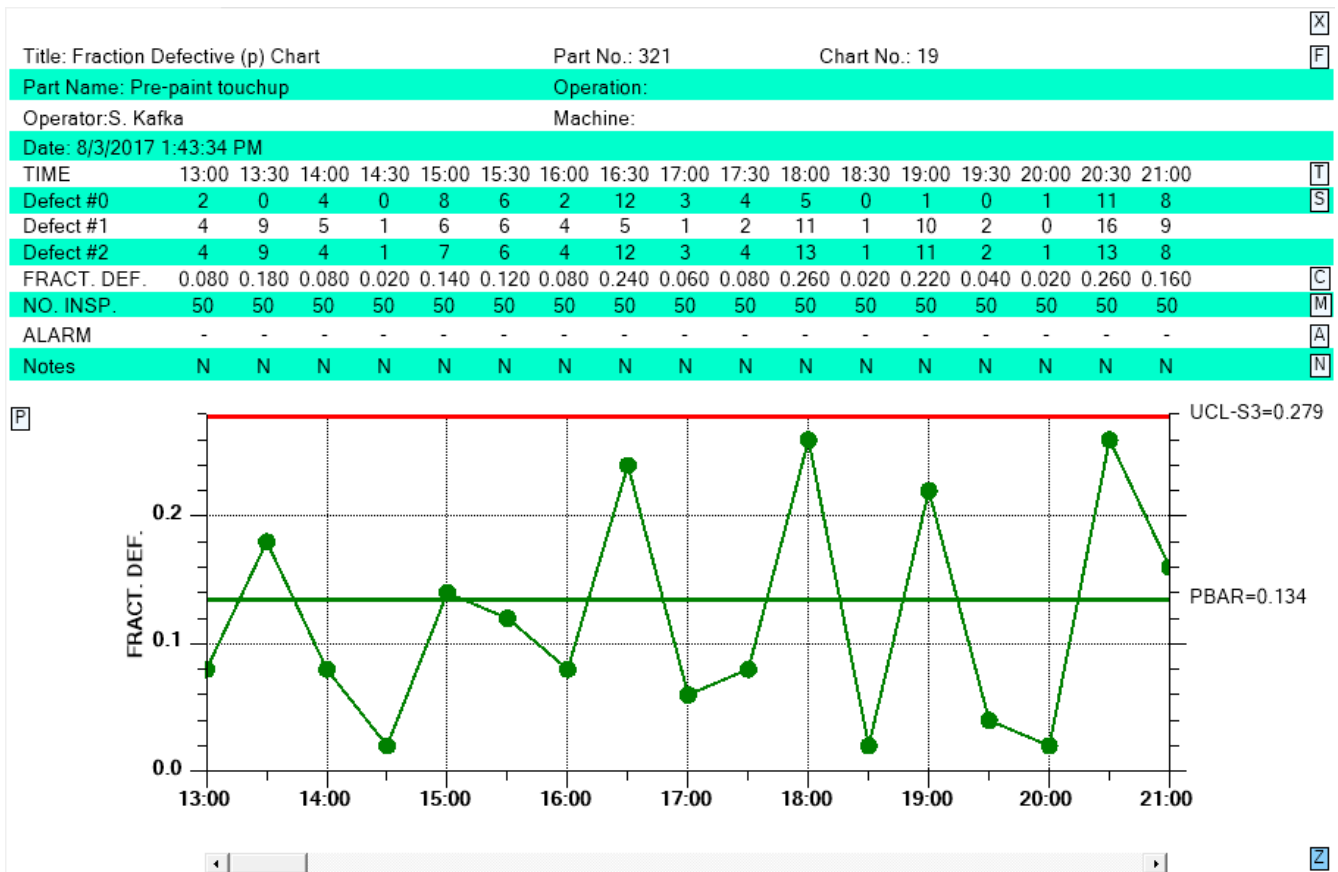 X
Title: Fraction Defective (p) Chart Part No.: 321 Chart No.: 19 F
Part Name: Pre-paint touchup Operation:
Operator:S. Kafka Machine:
Date: 8/3/2017 1:43:34 PM
TIME 13:00 13:30 14:00 14:30 15:00 15:30 16:00 16:30 17:00 17:30 18:00 18:30 19:00 19:30 20:00 20:30 21:00 T
Defect #0 2 0 4 0 8 6 2 12 3 4 5 0 1 0 1 11 8 S
Defect #1 4 9 5 1 6 6 4 5 1 2 11 1 10 2 0 16 9
Defect #2 4 9 4 1 7 6 4 12 3 4 13 1 11 2 1 13 8
FRACT. DEF. 0.080 0.180 0.080 0.020 0.140 0.120 0.080 0.240 0.060 0.080 0.260 0.020 0.220 0.040 0.020 0.260 0.160 C
NO. INSP. 50 50 50 50 50 50 50 50 50 50 50 50 50 50 50 50 50 M
ALARM - - - - - - - - - - - - - - - - - A
Notes N N N N N N N N N N N N N N N N N N
P
UCL-S3=0.279
0.2
FRACT. DEF.
PBAR=0.134
0.1
0.0
13:00 14:00 15:00 16:00 17:00 18:00 19:00 20:00 21:00
Z